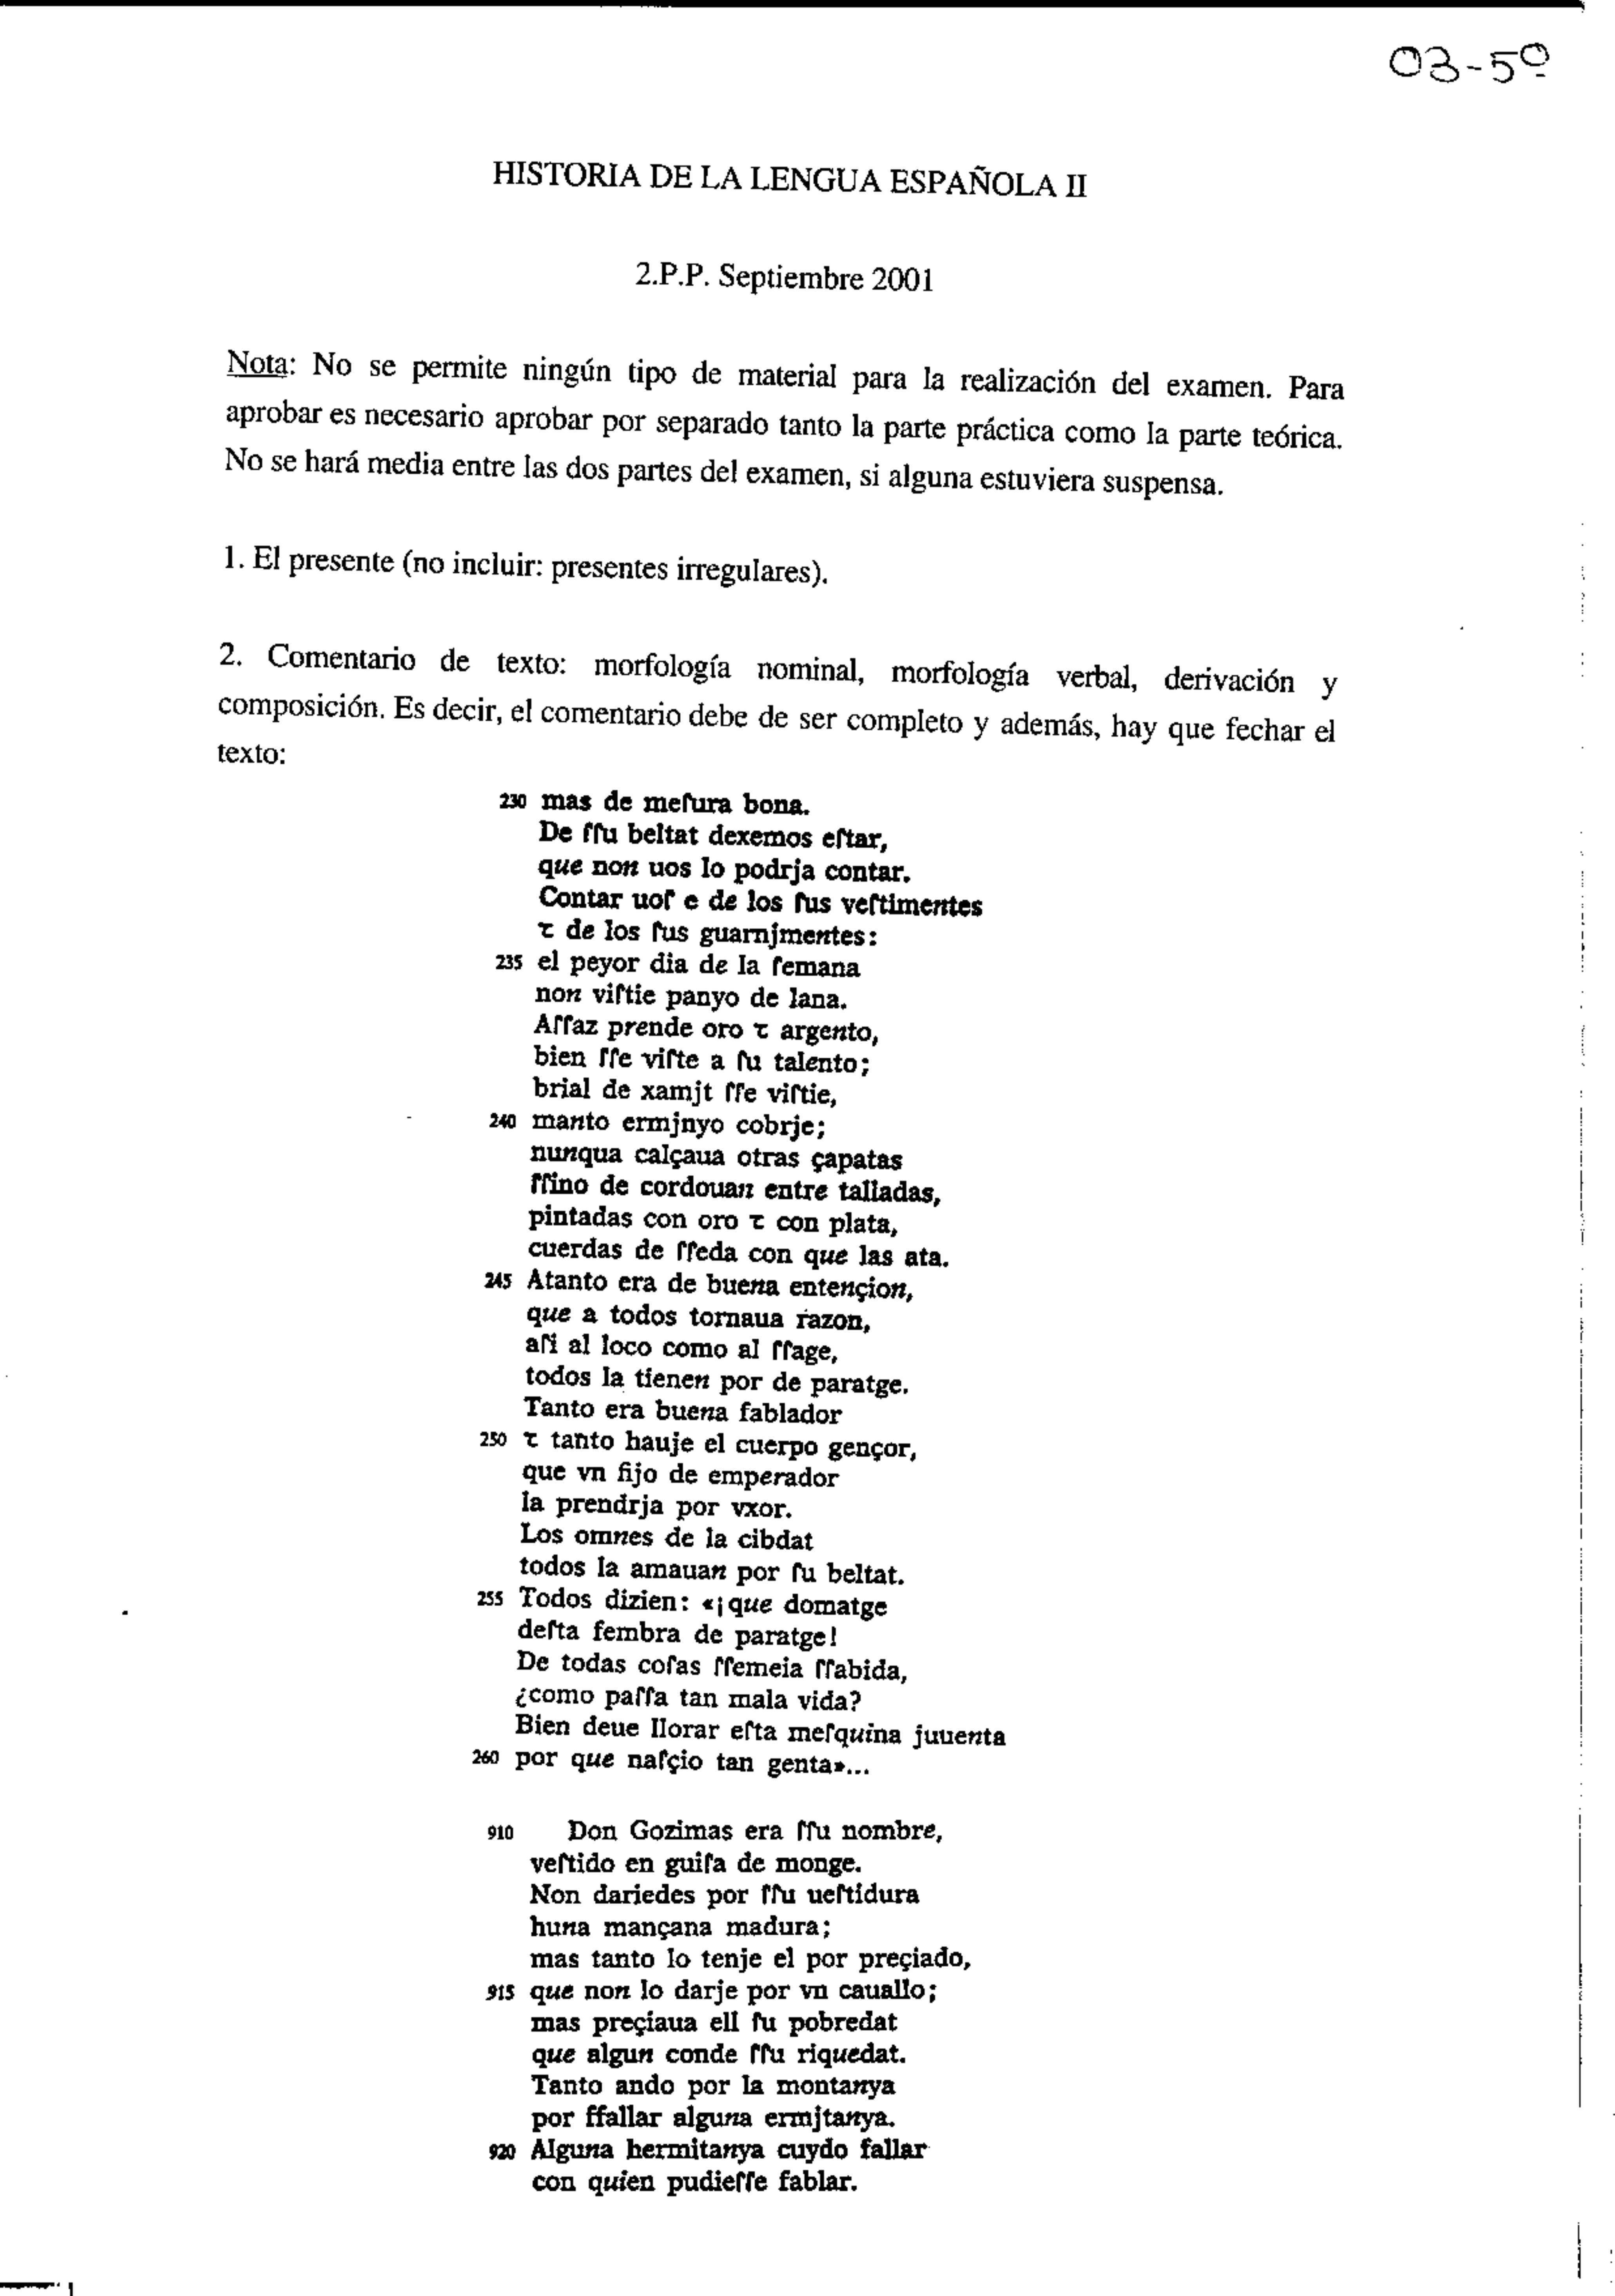 03-5º
HISTORIA DE LA LENGUA ESPAÑOLA II
2.P.P. Septiembre 2001
Nota: No se permite ningún tipo de material para la realización del examen. Para
aprobar es necesario aprobar por separado tanto la parte práctica como la parte teórica.
No se hará media entre las dos partes del examen, si alguna estuviera suspensa.
1. El presente (no incluir: presentes irregulares).
2. Comentario de texto: morfología nominal, morfología verbal, derivación y
composición. Es decir, el comentario debe de ser completo y además, hay que fechar el
texto:
230 mas de meſura bona.
De ſſu beltat dexemos eſtar,
que non uos lo podrja contar.
Contar uoſ e de los ſus veſtimentes
τ de los ſus guarnjmentes:
235 el peyor dia de la ſemana
non viſtie panyo de lana.
Aſſaz prende oro τ argento,
bien ſſe viſte a ſu talento;
brial de xamjt ſſe viſtie,
240 manto ermjnyo cobrje;
nunqua calçaua otras çapatas
ſſino de cordouan entre talladas,
pintadas con oro τ con plata,
cuerdas de ſſeda con que las ata.
245 Atanto era de buena entençion,
que a todos tornaua razon,
aſi al loco como al ſſage,
todos la tienen por de paratge.
Tanto era buena fablador
250 τ tanto hauje el cuerpo gençor,
que vn fijo de emperador
la prendrja por vxor.
Los omnes de la cibdat
todos la amauan por ſu beltat.
255 Todos dizien: «¡que domatge
deſta fembra de paratge!
De todas coſas ſſemeia ſſabida,
¿como paſſa tan mala vida?
Bien deue llorar eſta meſquina juuenta
260 por que naſçio tan genta»...
910 Don Gozimas era ſſu nombre,
veſtido en guiſa de monge.
Non dariedes por ſſu ueſtidura
huna mançana madura;
mas tanto lo tenje el por preçiado,
915 que non lo darje por vn cauallo;
mas preçiaua ell ſu pobredat
que algun conde ſſu riquedat.
Tanto ando por la montanya
por ffallar alguna ermjtanya.
920 Alguna hermitanya cuydo fallar
con quien pudieſſe fablar.